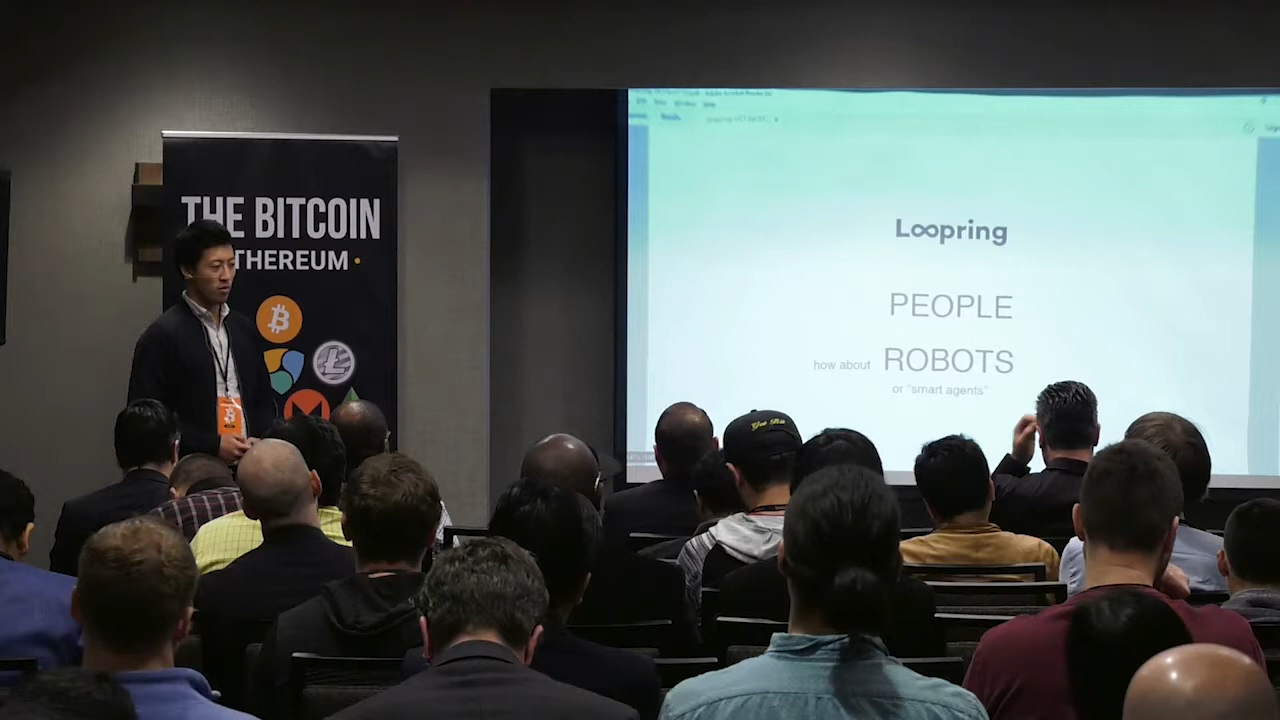 THE BITCOIN
THEREUM
Loopring
PEOPLE
how about ROBOTS
or "smart agents"